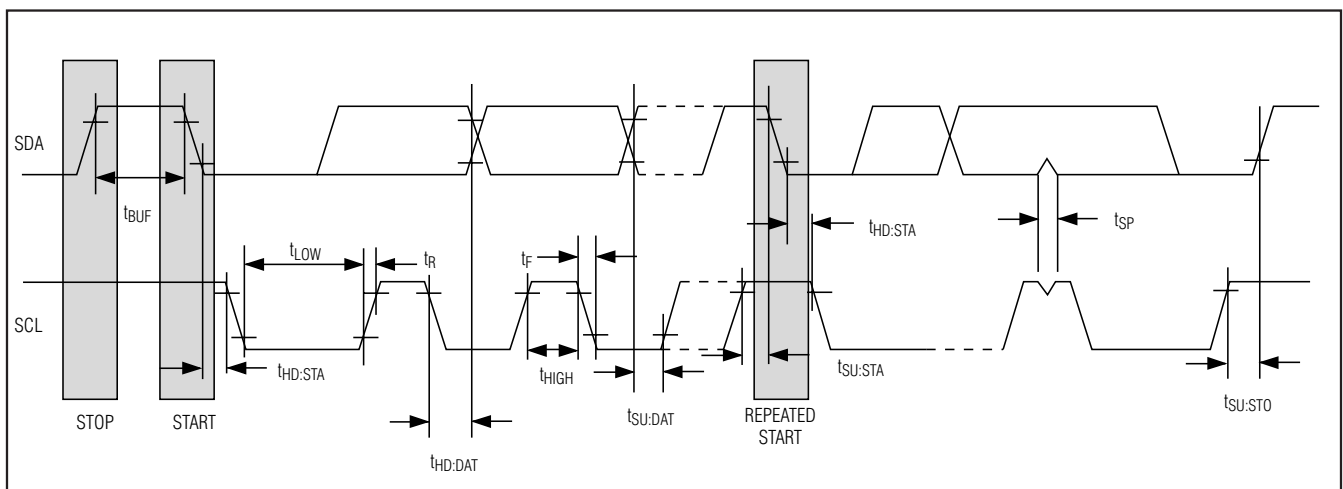 SDA
tBUF
tHD:STA
tSP
tLOW
tR
tF
SCL
tHD:STA
tHIGH
tSU:STA
tSU:DAT
tSU:STO
STOP
START
REPEATED
START
tHD:DAT